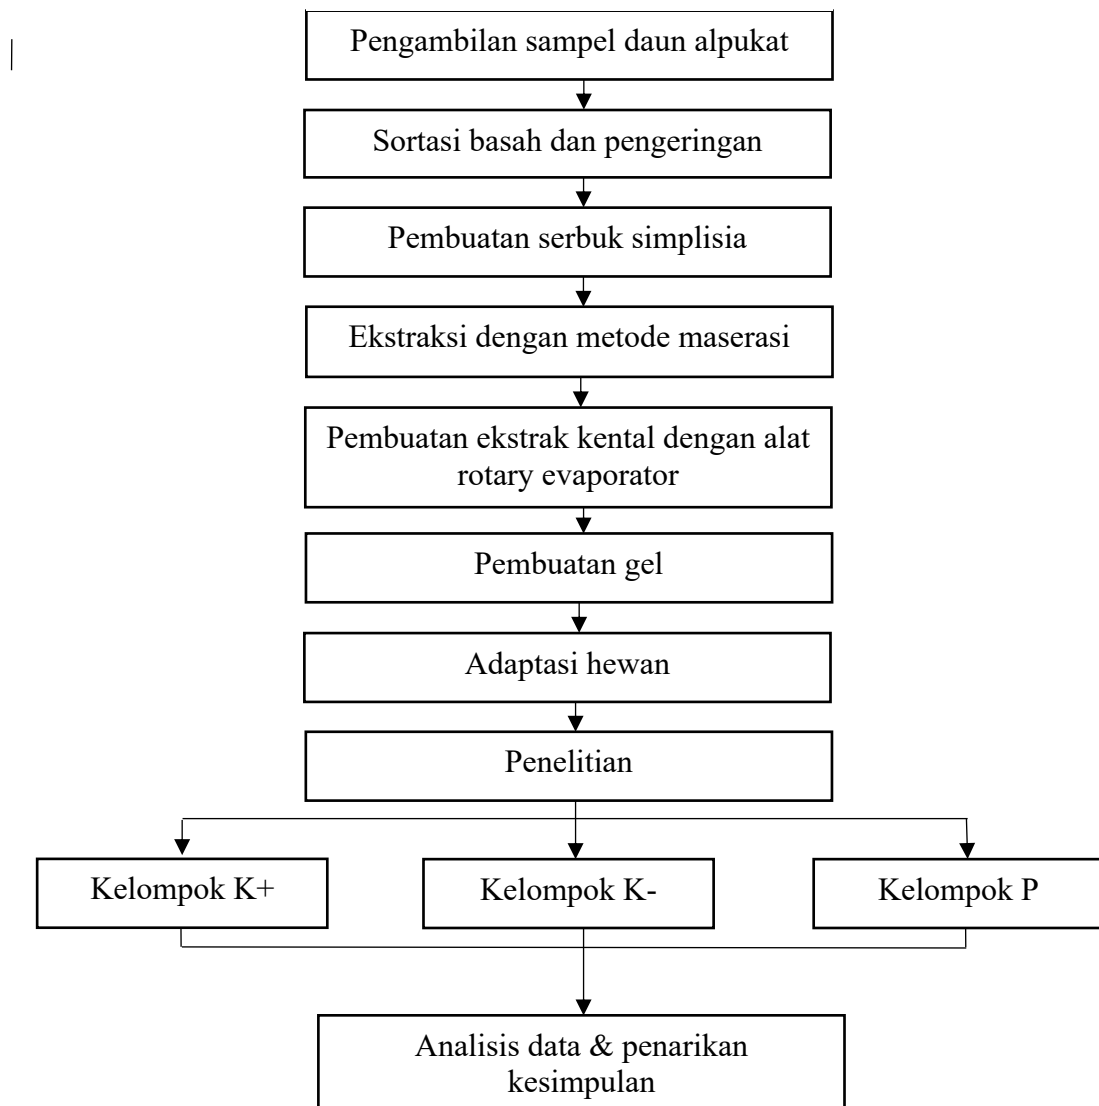 Pengambilan sampel daun alpukat
Sortasi basah dan pengeringan
Pembuatan serbuk simplisia
Ekstraksi dengan metode maserasi
Pembuatan ekstrak kental dengan alat
rotary evaporator
Pembuatan gel
Adaptasi hewan
Penelitian
Kelompok K+
Kelompok K-
Kelompok P
Analisis data & penarikan
kesimpulan